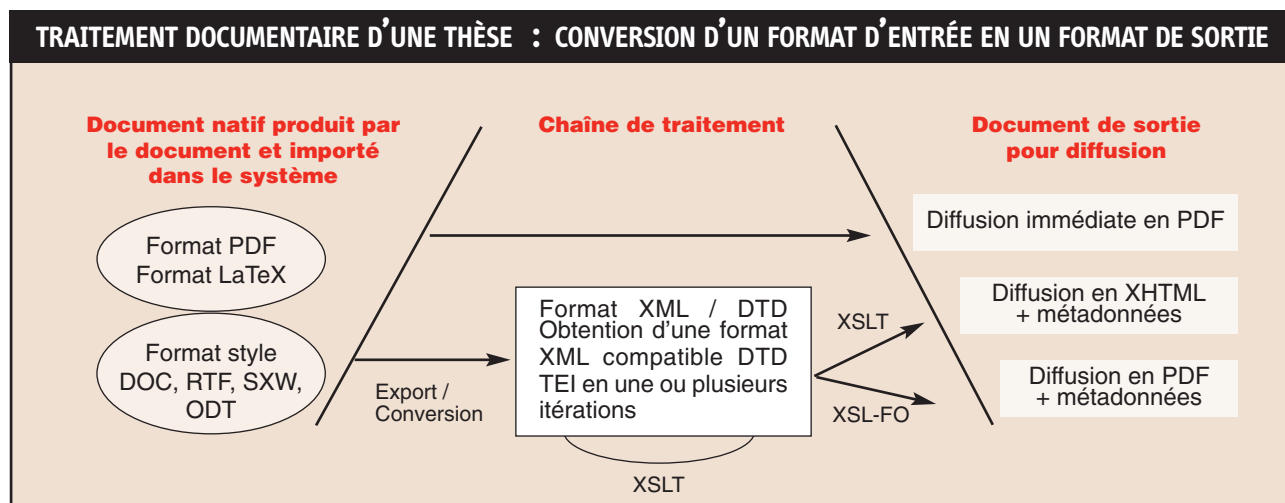 TRAITEMENT DOCUMENTAIRE D'UNE THÈSE : CONVERSION D'UN FORMAT D'ENTRÉE EN UN FORMAT DE SORTIE
Document natif produit par
le document et importé
dans le système
Format PDF
Format LaTeX
Format style
DOC, RTF, SXW,
ODT
Chaîne de traitement
Export /
Conversion
Format XML / DTD
Obtention d'une format
XML compatible DTD
TEI en une ou plusieurs
itérations
XSLT
XSLT
XSL-FO
Document de sortie
pour diffusion
Diffusion immédiate en PDF
Diffusion en XHTML
+ métadonnées
Diffusion en PDF
+ métadonnées